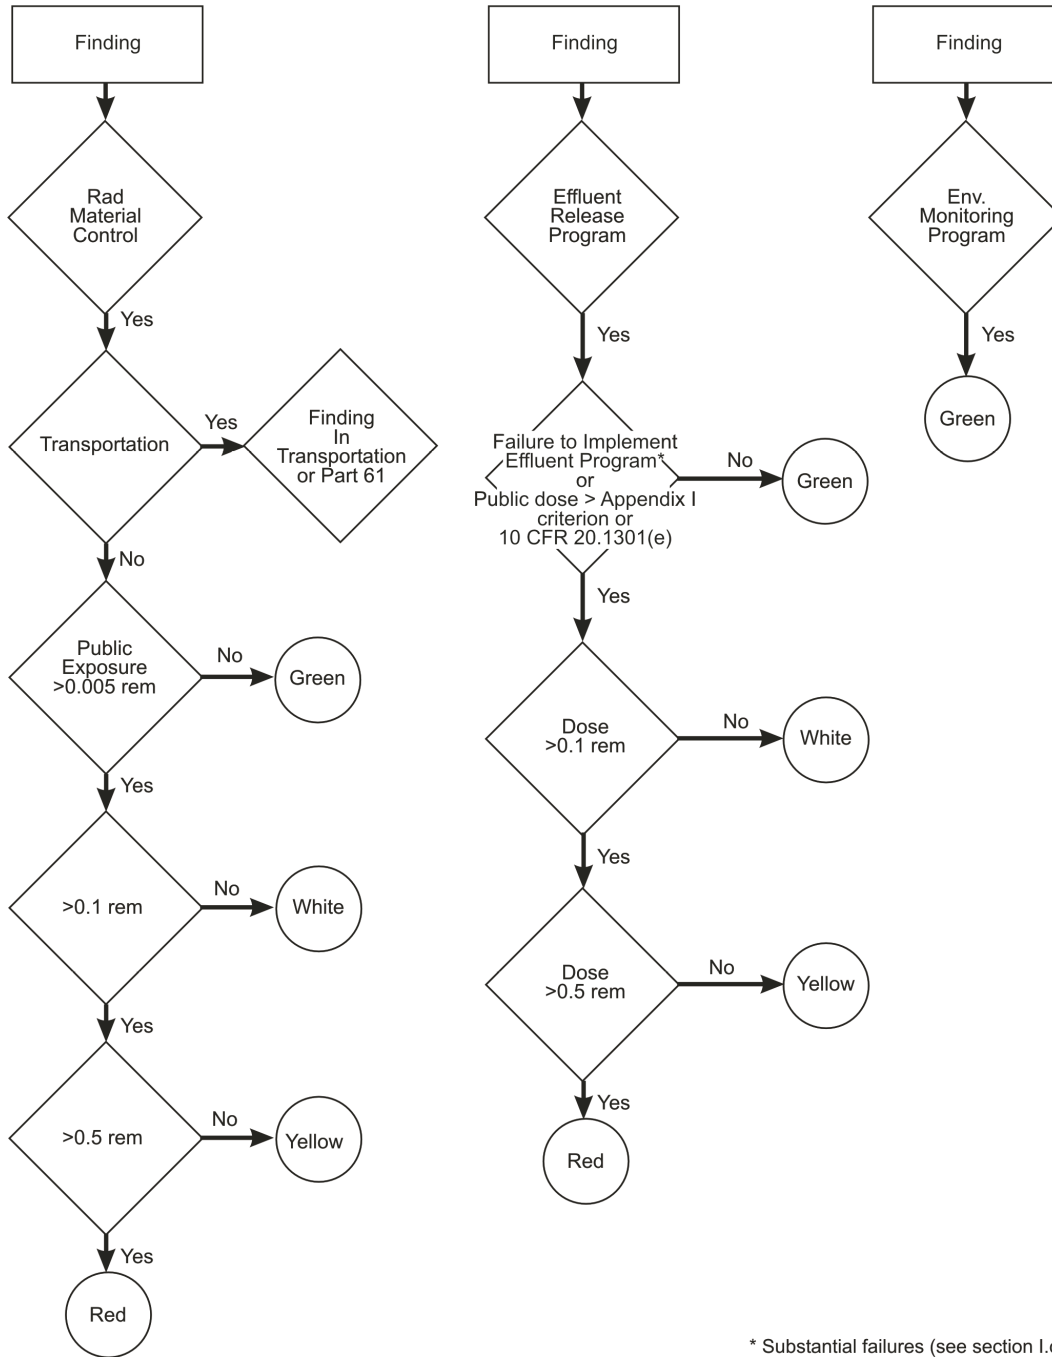 Finding
Rad
Material
Control
Yes
Transportation
Yes
Finding
In
Transportation
or Part 61
No
Public
Exposure
>0.005 rem
No
Green
Yes
>0.1 rem
No
White
Yes
>0.5 rem
No
Yellow
Yes
Red
Finding
Effluent
Release
Program
Yes
Failure to Implement
Effluent Program*
or
Public dose > Appendix I
criterion or
10 CFR 20.1301(e)
No
Green
Yes
Dose
>0.1 rem
No
White
Yes
Dose
>0.5 rem
No
Yellow
Yes
Red
Finding
Env.
Monitoring
Program
Yes
Green
* Substantial failures (see section